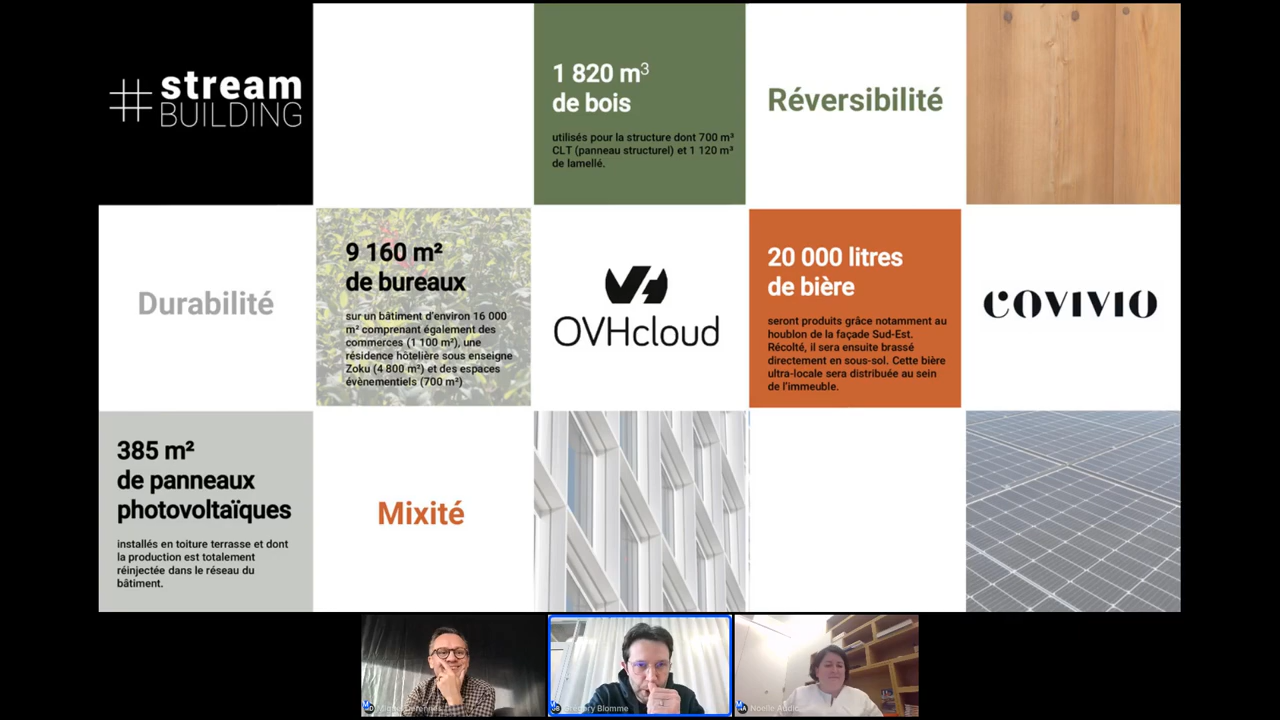 #stream
BUILDING
1 820 m³
de bois
utilisés pour la structure dont 700 m³
CLT (panneau structurel) et 1 120 m³
de lamellé.
Réversibilité
Durabilité
9 160 m²
de bureaux
sur un bâtiment d'environ 16 000
m² comprenant également des
commerces (1 100 m²), une
résidence hôtelière sous enseigne
Zoku (4 800 m²) et des espaces
évènementiels (700 m²)
OVHcloud
20 000 litres
de bière
seront produits grâce notamment au
houblon de la façade Sud-Est.
Récolté, il sera ensuite brassé
directement en sous-sol. Cette bière
ultra-locale sera distribuée au sein
de l'immeuble.
COVIVIO
385 m²
de panneaux
photovoltaïques
installés en toiture terrasse et dont
la production est totalement
réinjectée dans le réseau du
bâtiment.
Mixité
Grégory Blomme
Noëlle Audic